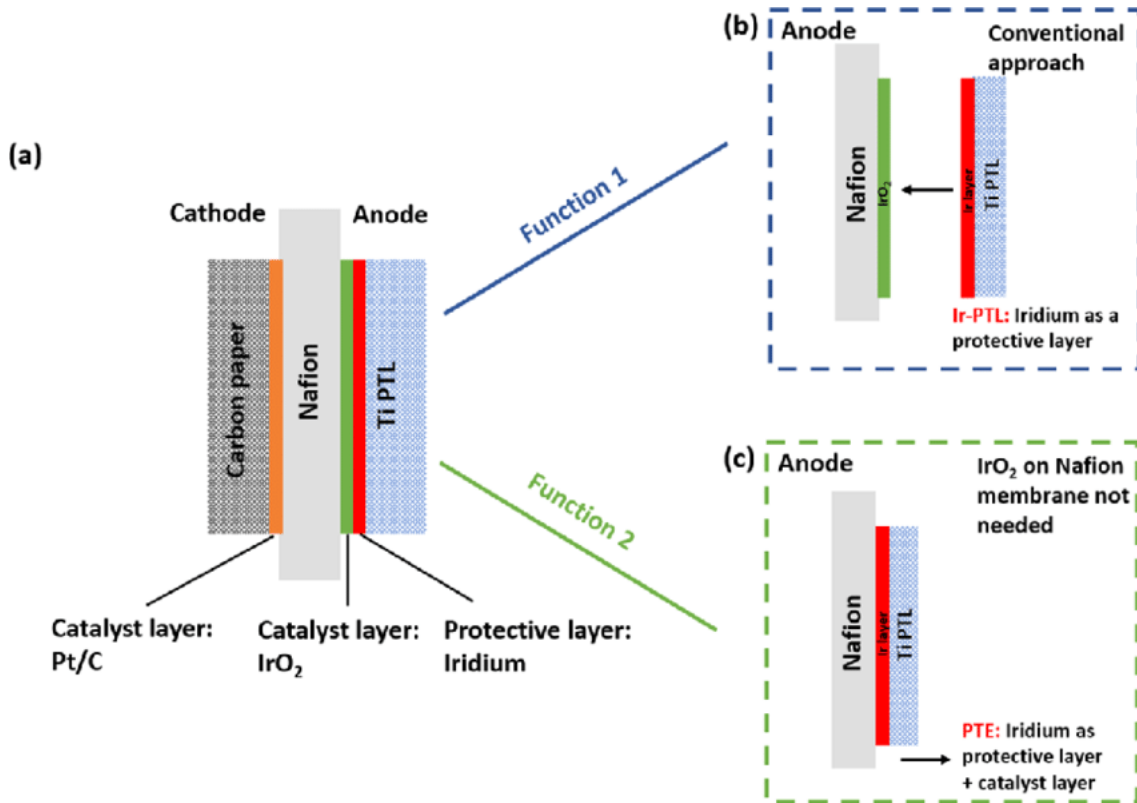 (a)
Cathode
Anode
Carbon paper
Nafion
Ti PTL
Catalyst layer:
Pt/C
Catalyst layer:
IrO₂
Protective layer:
Iridium
Function 1
Function 2
(b)
Anode
Conventional
approach
Nafion
IrO₂
Ir layer
Ti PTL
Ir-PTL: Iridium as a
protective layer
(c)
Anode
IrO₂ on Nafion
membrane not
needed
Nafion
Ir layer
Ti PTL
PTE: Iridium as
protective layer
+ catalyst layer